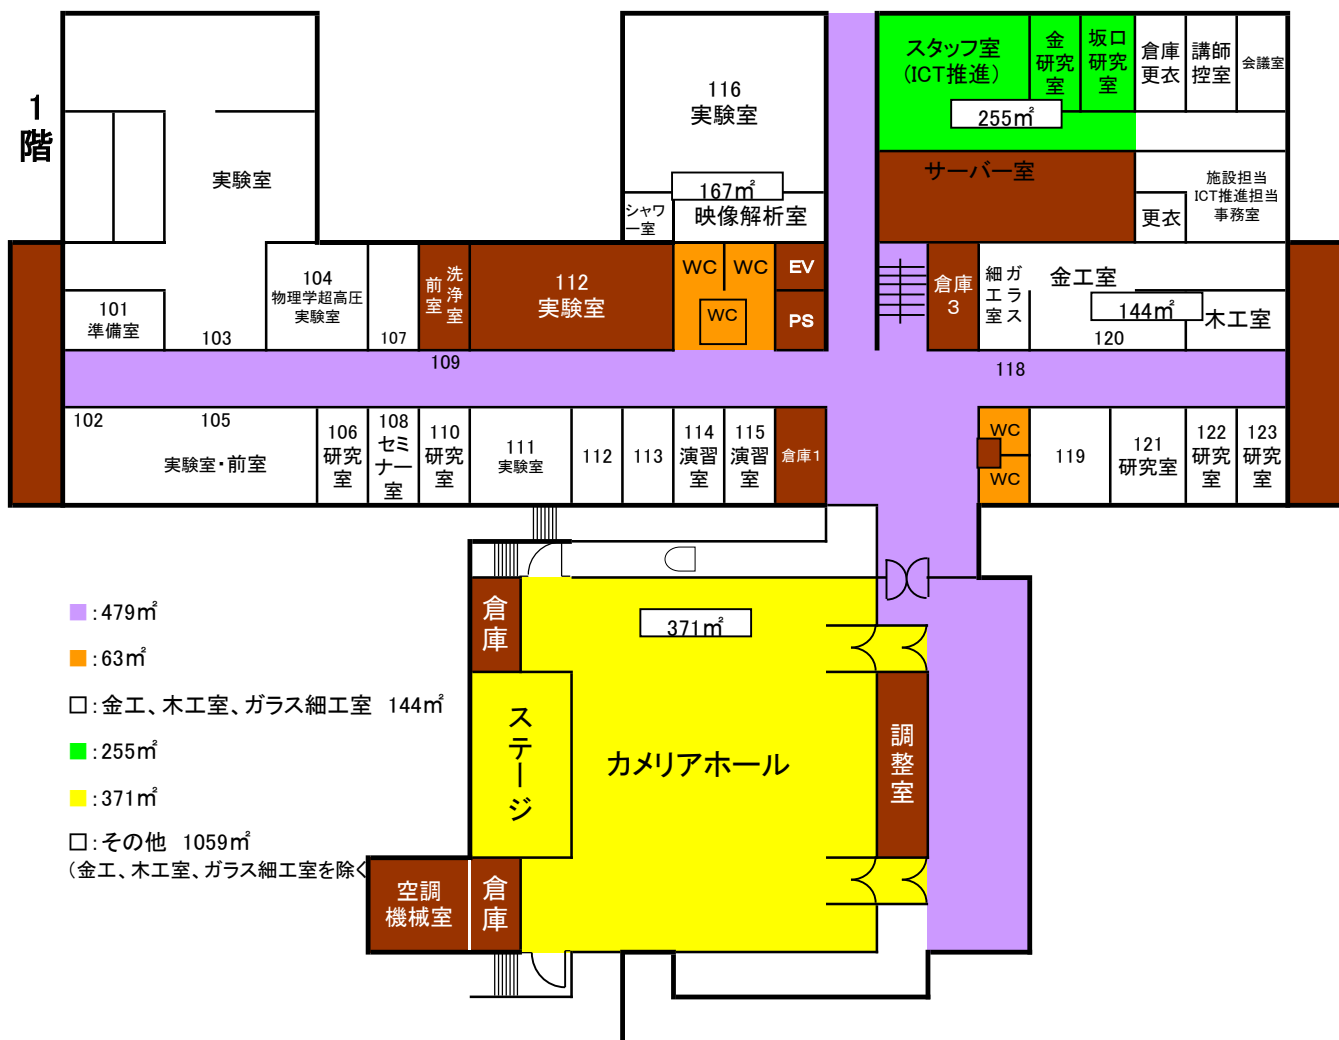 1
階
実験室
116
実験室
167㎡
シャワ
ー室
映像解析室
スタッフ室
(ICT推進)
金
研究
室
坂口
研究
室
倉庫
更衣
講師
控室
会議室
255㎡
サーバー室
更衣
施設担当
ICT推進担当
事務室
101
準備室
103
104
物理学超高圧
実験室
107
前室
洗浄室
112
実験室
WC
WC
WC
EV
PS
倉庫
3
ガラス
細工室
金工室
144㎡
木工室
120
109
118
102
105
実験室・前室
106
研究
室
108
セミ
ナー
室
110
研究
室
111
実験室
112
113
114
演習
室
115
演習
室
倉庫1
WC
WC
119
121
研究室
122
研究
室
123
研究
室
:479㎡
:63㎡
:金工、木工室、ガラス細工室 144㎡
:255㎡
:371㎡
:その他 1059㎡
(金工、木工室、ガラス細工室を除く
倉庫
371㎡
ステージ
カメリアホール
調整室
空調
機械室
倉庫